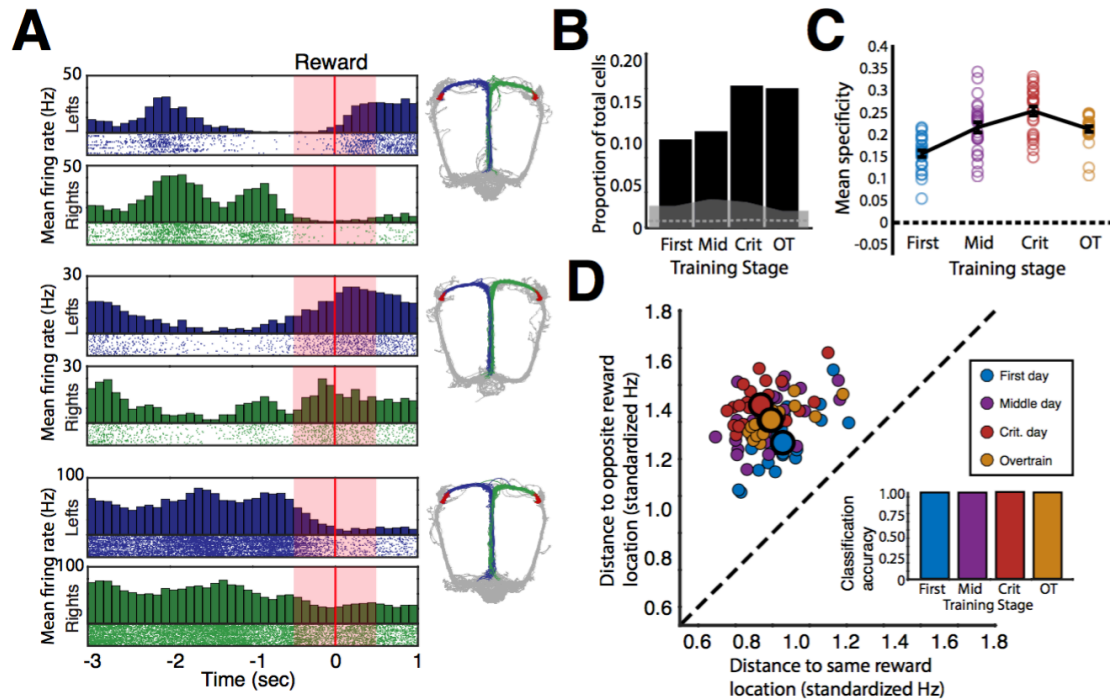 A
Reward
50
Lefts
50
Rights
Mean firing rate (Hz)
30
Lefts
30
Rights
Mean firing rate (Hz)
100
Lefts
100
Rights
Mean firing rate (Hz)
-3 -2 -1 0 1
Time (sec)
B
Proportion of total cells
0.15
0.20
0.10
0.05
0
First Mid Crit OT
Training Stage
C
Mean specificity
0.4
0.35
0.3
0.25
0.2
0.15
0.1
0.05
0
-0.05
First Mid Crit OT
Training stage
D
Distance to opposite reward
location (standardized Hz)
1.8
1.6
1.4
1.2
1.0
0.8
0.6
0.6 0.8 1.0 1.2 1.4 1.6 1.8
Distance to same reward
location (standardized Hz)
First day
Middle day
Crit. day
Overtrain
Classification
accuracy
1.00
0.75
0.50
0.25
0
First Mid Crit OT
Training Stage